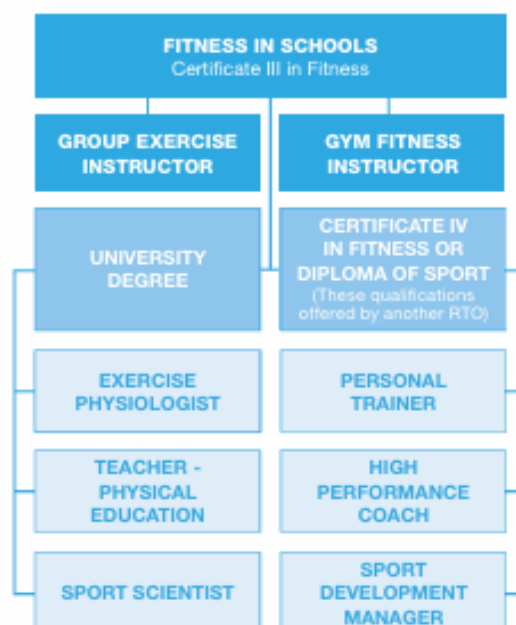 FITNESS IN SCHOOLS
Certificate III in Fitness
GROUP EXERCISE
INSTRUCTOR
GYM FITNESS
INSTRUCTOR
UNIVERSITY
DEGREE
CERTIFICATE IV
IN FITNESS OR
DIPLOMA OF SPORT
(These qualifications
offered by another RTO)
EXERCISE
PHYSIOLOGIST
PERSONAL
TRAINER
TEACHER -
PHYSICAL
EDUCATION
HIGH
PERFORMANCE
COACH
SPORT SCIENTIST
SPORT
DEVELOPMENT
MANAGER